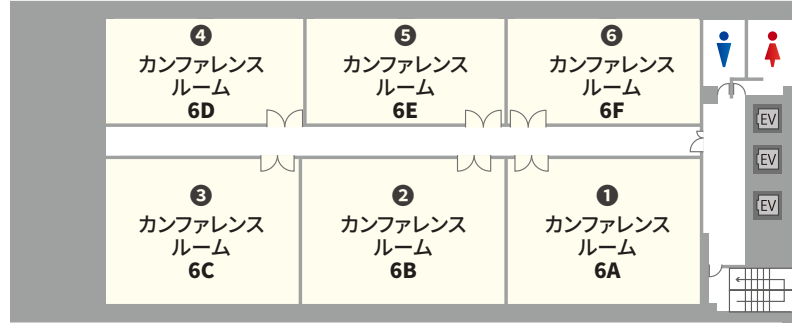 ❹
カンファレンス
ルーム
6D
❺
カンファレンス
ルーム
6E
❻
カンファレンス
ルーム
6F
EV
EV
EV
❸
カンファレンス
ルーム
6C
❷
カンファレンス
ルーム
6B
❶
カンファレンス
ルーム
6A